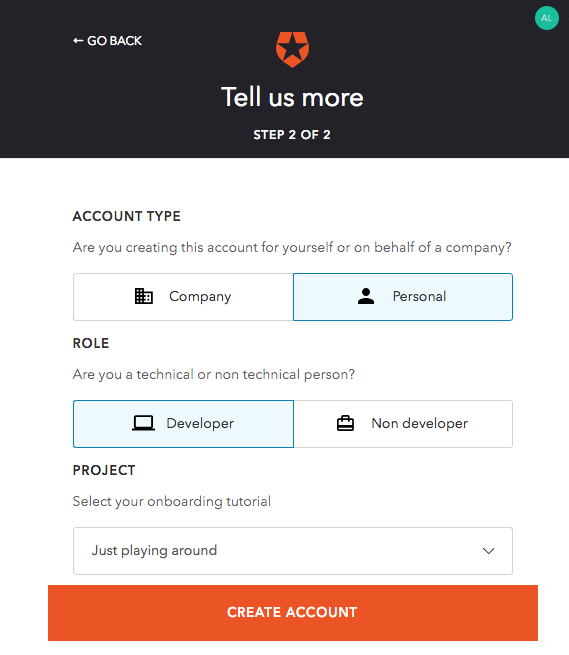 ← GO BACK
AL
Tell us more
STEP 2 OF 2
ACCOUNT TYPE
Are you creating this account for yourself or on behalf of a company?
Company
Personal
ROLE
Are you a technical or non technical person?
Developer
Non developer
PROJECT
Select your onboarding tutorial
Just playing around
CREATE ACCOUNT